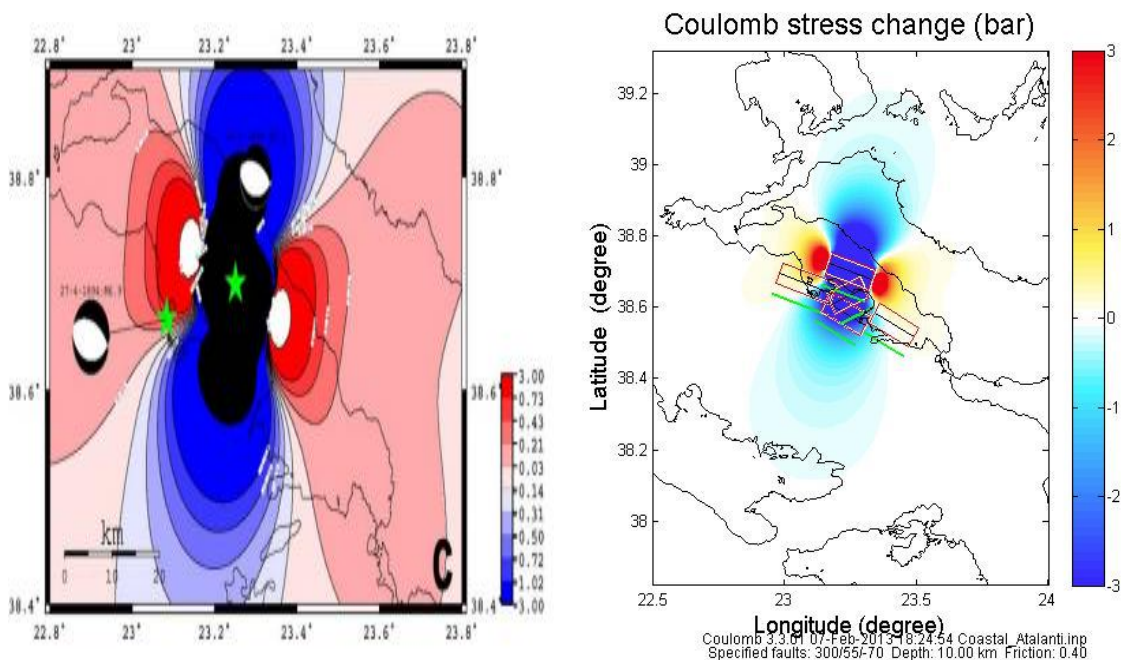 22.8° 23° 23.2° 23.4° 23.6° 23.8°
38.8° 38.8°
27-4-1894-M6.9
38.6° 38.6°
38.4° 38.4°
22.8° 23° 23.2° 23.4° 23.6° 23.8°
km
0 10 20
C
3.00
0.73
0.43
0.21
0.03
0.14
0.31
0.50
0.72
1.02
3.00
Coulomb stress change (bar)
Latitude (degree)
39.2
39
38.8
38.6
38.4
38.2
38
22.5 23 23.5 24
Longitude (degree)
3
2
1
0
-1
-2
-3
Coulomb 3.3.01 07-Feb-2013 18:24:54 Coastal_Atalanti.inp
Specified faults: 300/55/-70 Depth: 10.00 km Friction: 0.40